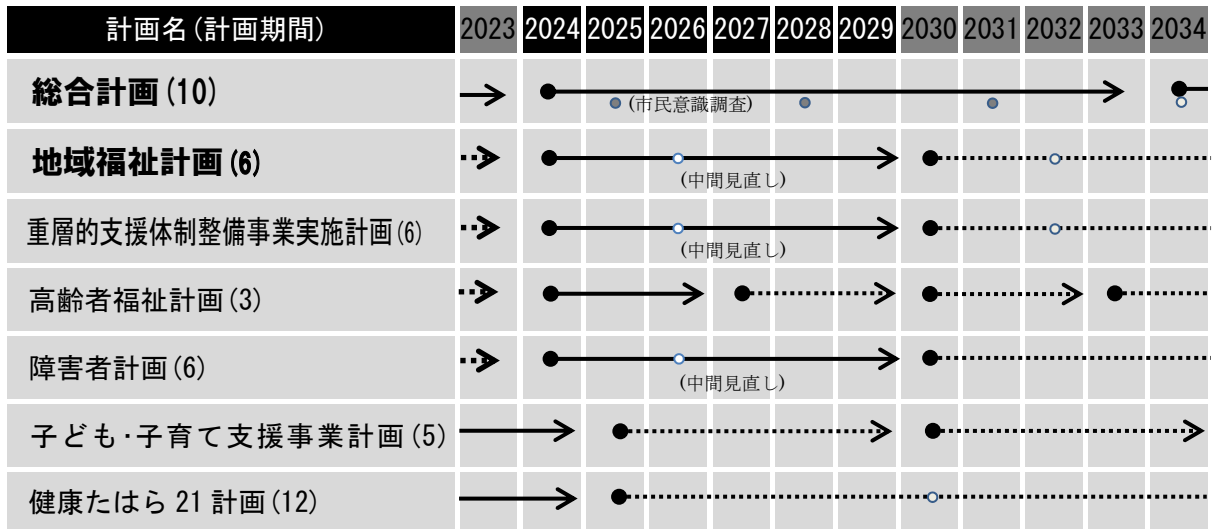 計画名(計画期間) 2023 2024 2025 2026 2027 2028 2029 2030 2031 2032 2033 2034
総合計画(10)
(市民意識調査)
地域福祉計画(6)
(中間見直し)
重層的支援体制整備事業実施計画(6)
(中間見直し)
高齢者福祉計画(3)
障害者計画(6)
(中間見直し)
子ども・子育て支援事業計画(5)
健康たはら21計画(12)